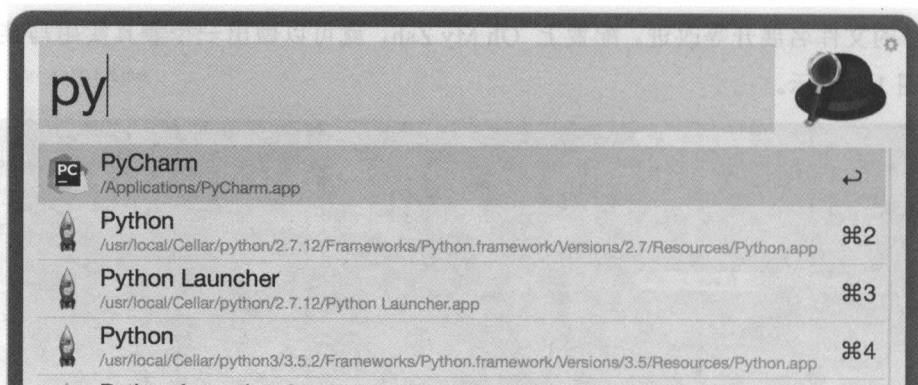 py
PyCharm
/Applications/PyCharm.app
↩
Python
/usr/local/Cellar/python/2.7.12/Frameworks/Python.framework/Versions/2.7/Resources/Python.app
⌘2
Python Launcher
/usr/local/Cellar/python/2.7.12/Python Launcher.app
⌘3
Python
/usr/local/Cellar/python3/3.5.2/Frameworks/Python.framework/Versions/3.5/Resources/Python.app
⌘4
PC